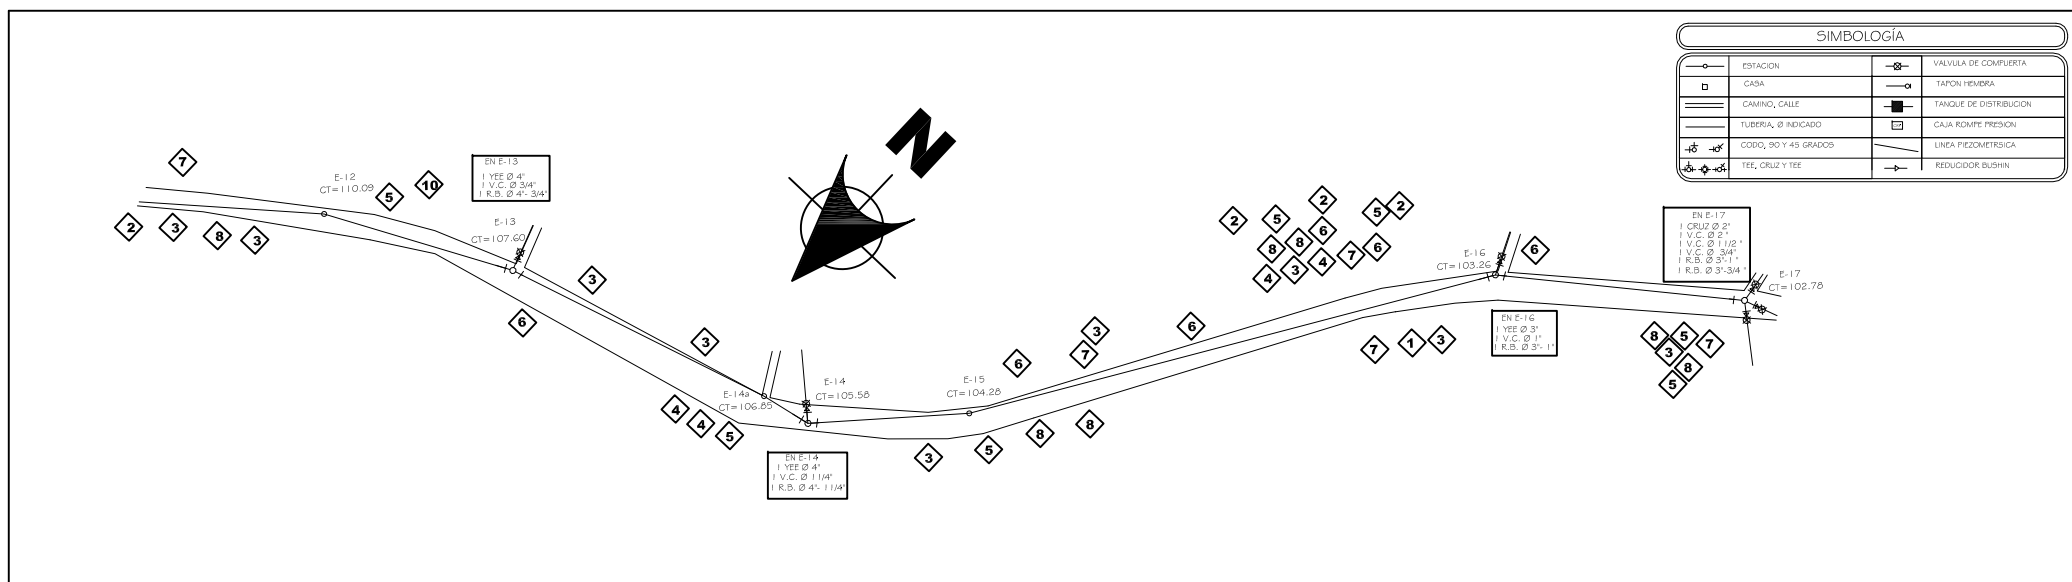 SIMBOLOGÍA
ESTACION
VALVULA DE COMPUERTA
CASA
TAPON HEMBRA
CAMINO, CALLE
TANQUE DE DISTRIBUCION
TUBERIA, Ø INDICADO
CAJA ROMPE PRESION
CODO, 90 Y 45 GRADOS
LINEA PIEZOMETRSICA
TEE, CRUZ Y TEE
REDUCIDOR BUSHIN
N
7
E-12
CT=110.09
5
10
2
3
8
3
EN E-13
1 YEE Ø 4"
1 V.C. Ø 3/4"
1 R.B. Ø 4"- 3/4"
E-13
CT=107.60
3
6
3
4
4
5
E-14a
CT=106.85
E-14
CT=105.58
EN E-14
1 YEE Ø 4"
1 V.C. Ø 1 1/4"
1 R.B. Ø 4"- 1 1/4"
E-15
CT=104.28
3
5
8
8
6
7
3
6
2
5
2
5
2
8
8
6
6
7
4
3
4
7
1
3
E-16
CT=103.26
6
EN E-16
1 YEE Ø 3"
1 V.C. Ø 1"
1 R.B. Ø 3"- 1"
EN E-17
1 CRUZ Ø 2"
1 V.C. Ø 2 "
1 V.C. Ø 1 1/2 "
1 V.C. Ø 3/4"
1 R.B. Ø 3"-1 "
1 R.B. Ø 3"-3/4 "
E-17
CT=102.78
8
5
7
3
8
5